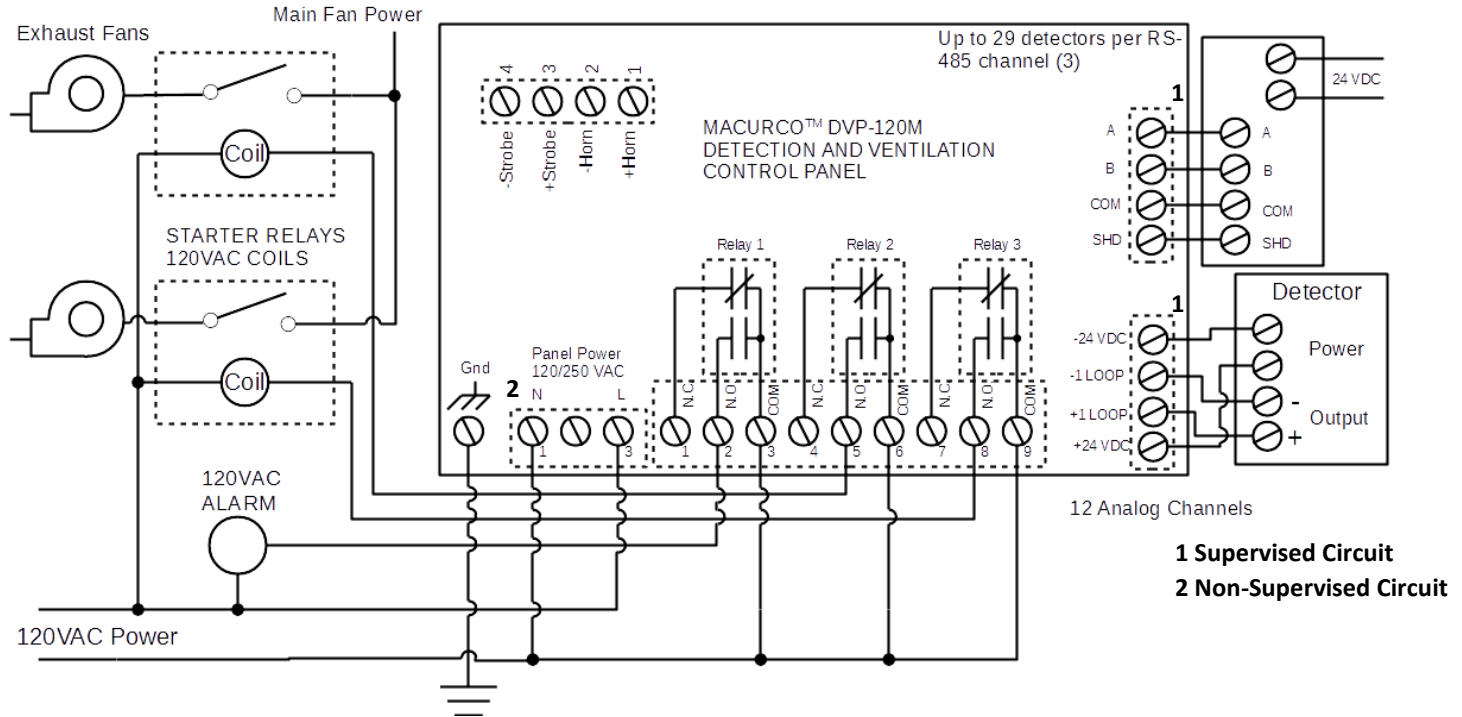 Main Fan Power
Exhaust Fans
Coil
STARTER RELAYS
120VAC COILS
Coil
120VAC
ALARM
120VAC Power
4
3
2
1
-Strobe
+Strobe
-Horn
+Horn
MACURCO™ DVP-120M
DETECTION AND VENTILATION
CONTROL PANEL
Up to 29 detectors per RS-
485 channel (3)
1
24 VDC
A
B
COM
SHD
A
B
COM
SHD
Relay 1
Relay 2
Relay 3
Gnd
Panel Power
120/250 VAC
2
N
L
1
3
N.C.
N.O.
COM
N.C.
N.O.
COM
N.C.
N.O.
COM
1
2
3
4
5
6
7
8
9
1
-24 VDC
-1 LOOP
+1 LOOP
+24 VDC
Detector
Power
-
Output
+
12 Analog Channels
1 Supervised Circuit
2 Non-Supervised Circuit